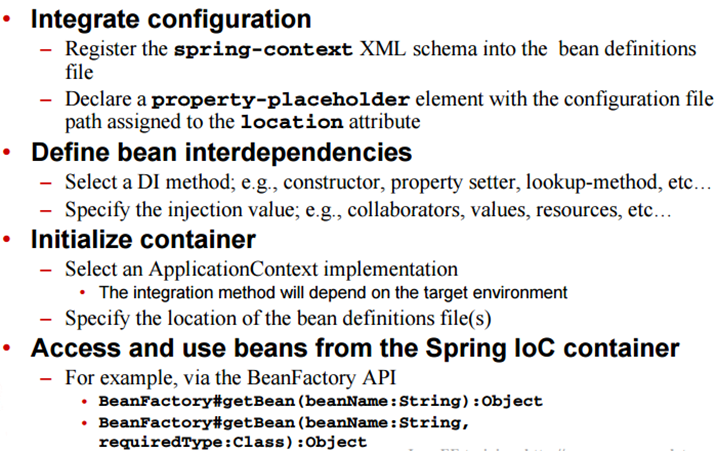 • Integrate configuration
– Register the spring-context XML schema into the bean definitions
file
– Declare a property-placeholder element with the configuration file
path assigned to the location attribute
• Define bean interdependencies
– Select a DI method; e.g., constructor, property setter, lookup-method, etc…
– Specify the injection value; e.g., collaborators, values, resources, etc…
• Initialize container
– Select an ApplicationContext implementation
• The integration method will depend on the target environment
– Specify the location of the bean definitions file(s)
• Access and use beans from the Spring IoC container
– For example, via the BeanFactory API
• BeanFactory#getBean(beanName:String):Object
• BeanFactory#getBean(beanName:String,
requiredType:Class):Object